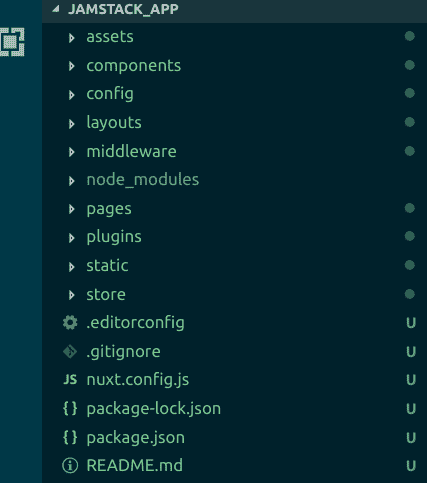 JAMSTACK_APP
assets
components
config
layouts
middleware
node_modules
pages
plugins
static
store
.editorconfig U
.gitignore U
JS nuxt.config.js U
{ } package-lock.json U
{ } package.json U
README.md U